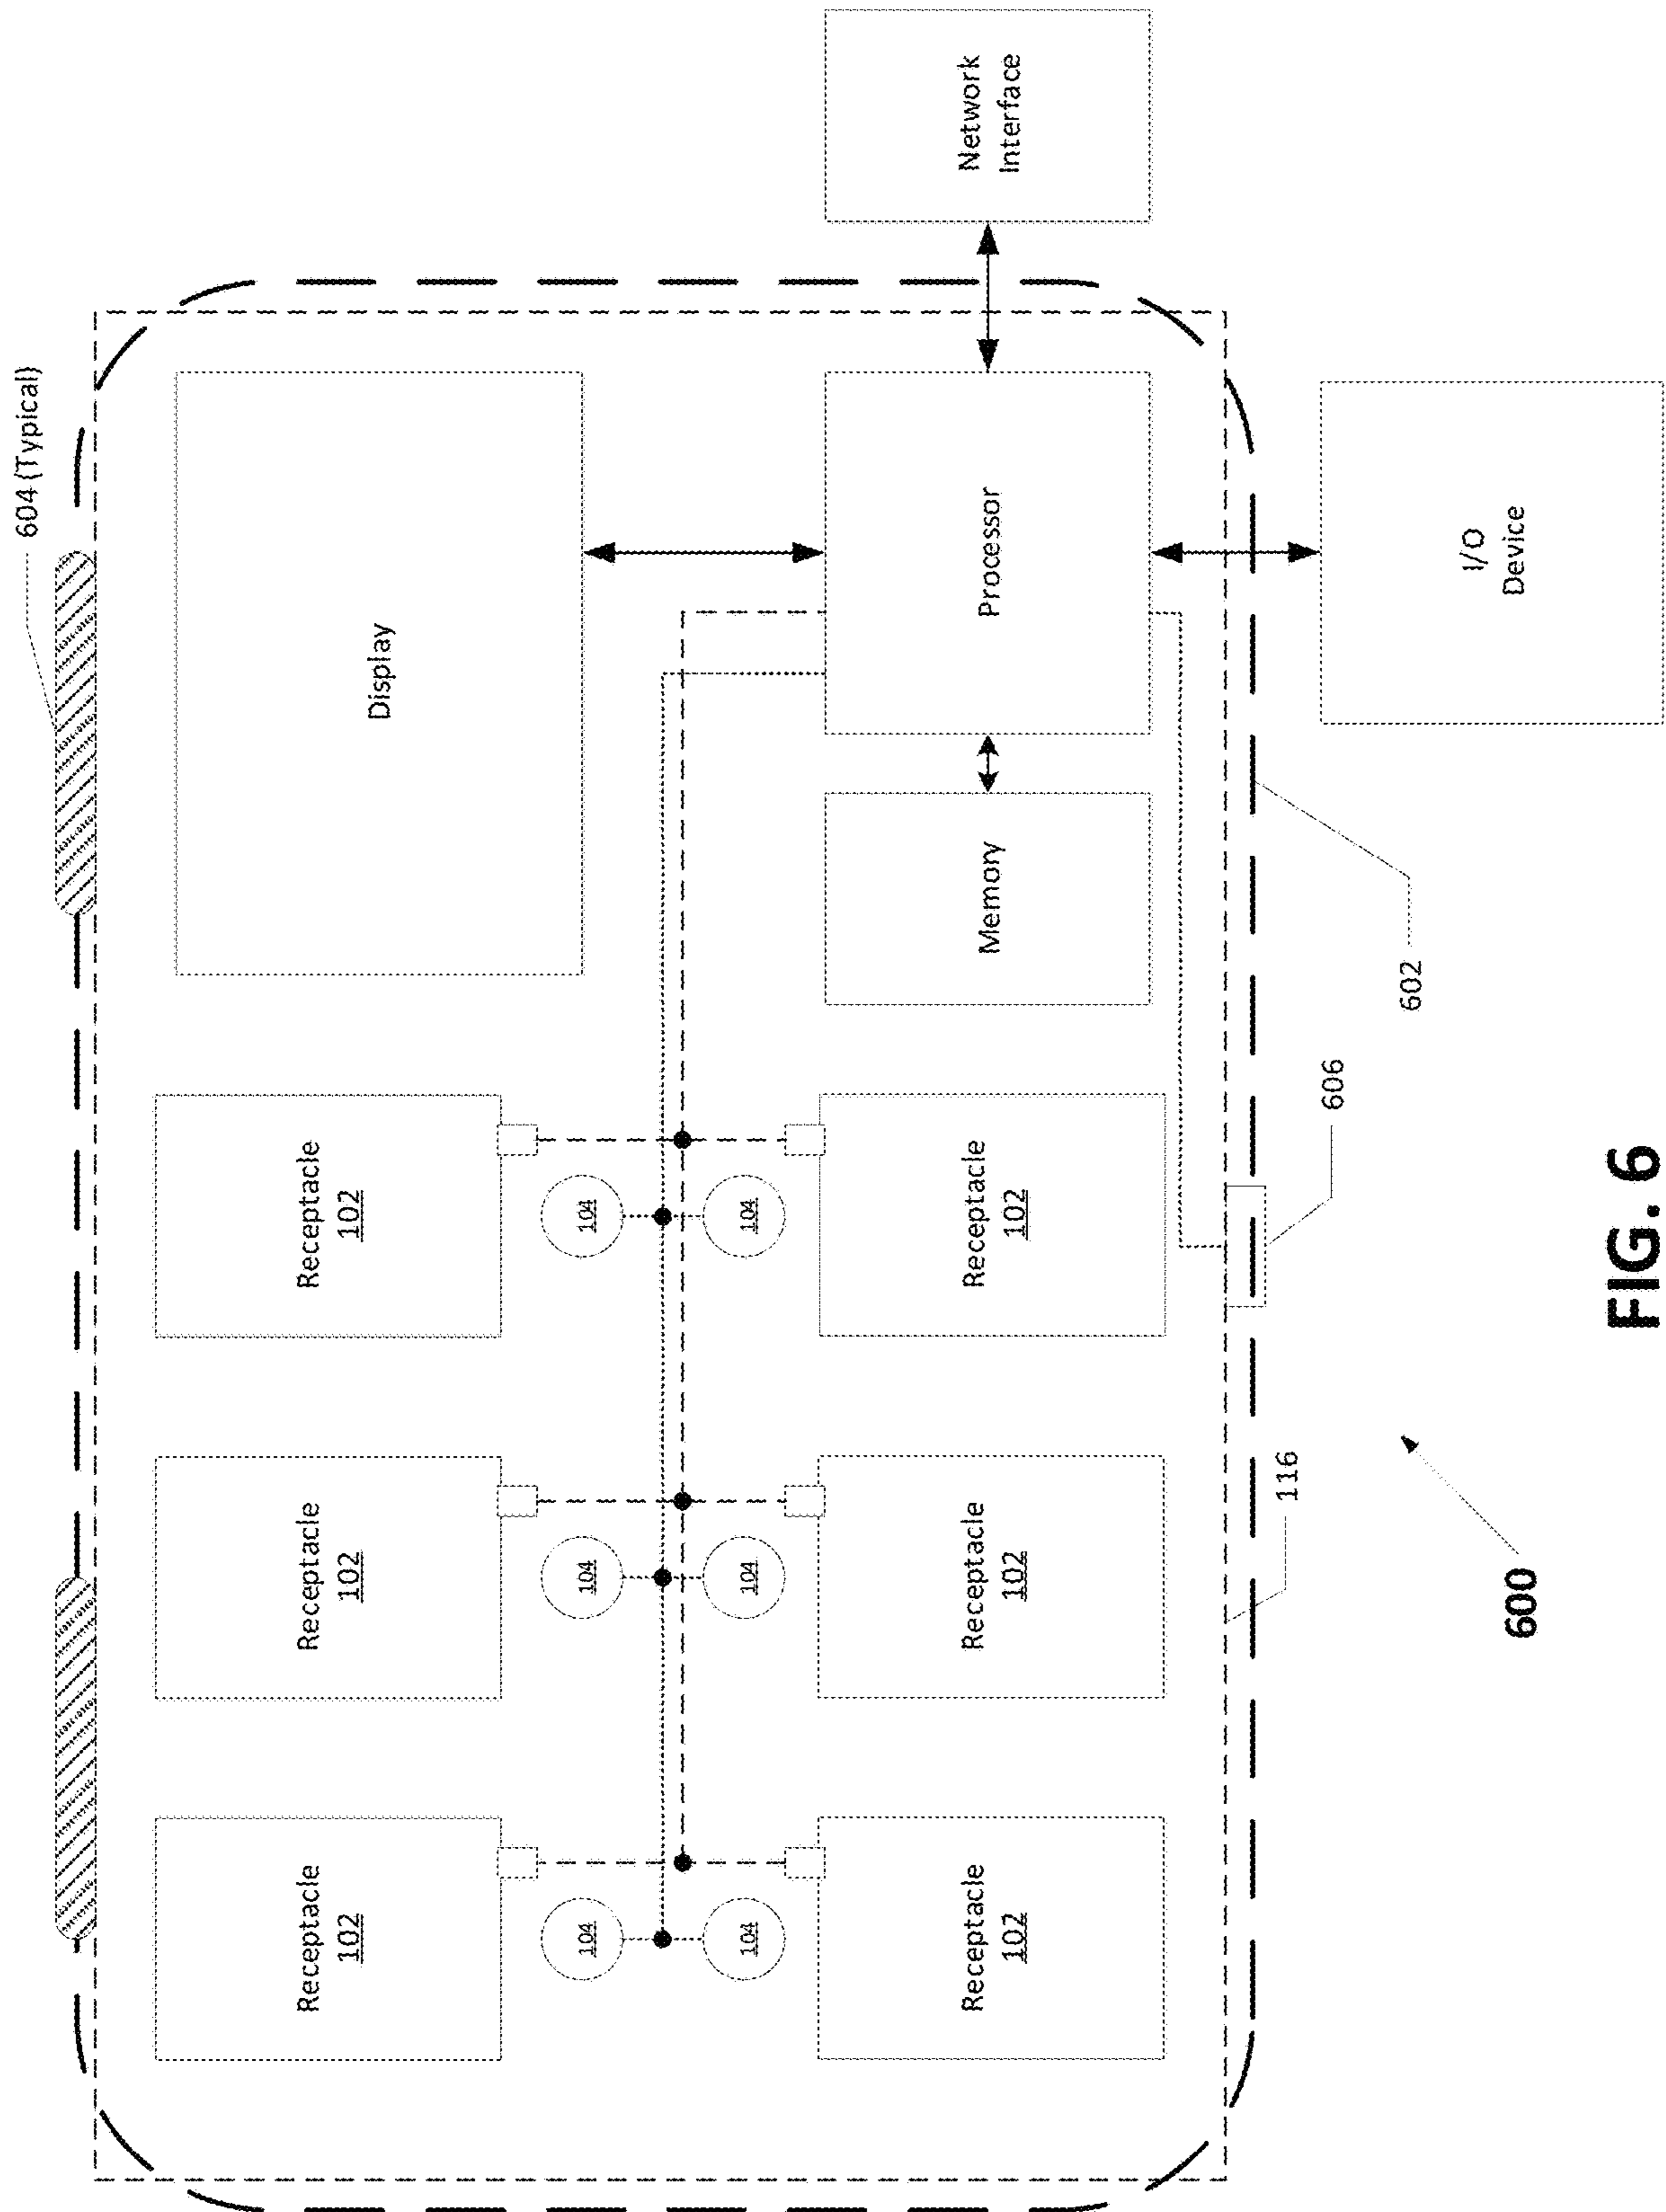 604 (Typical)
Receptacle
102
Receptacle
102
Receptacle
102
Display
104
104
104
104
104
104
Receptacle
102
Receptacle
102
Receptacle
102
Memory
Processor
Network
Interface
116
606
602
I/O
Device
600
FIG. 6